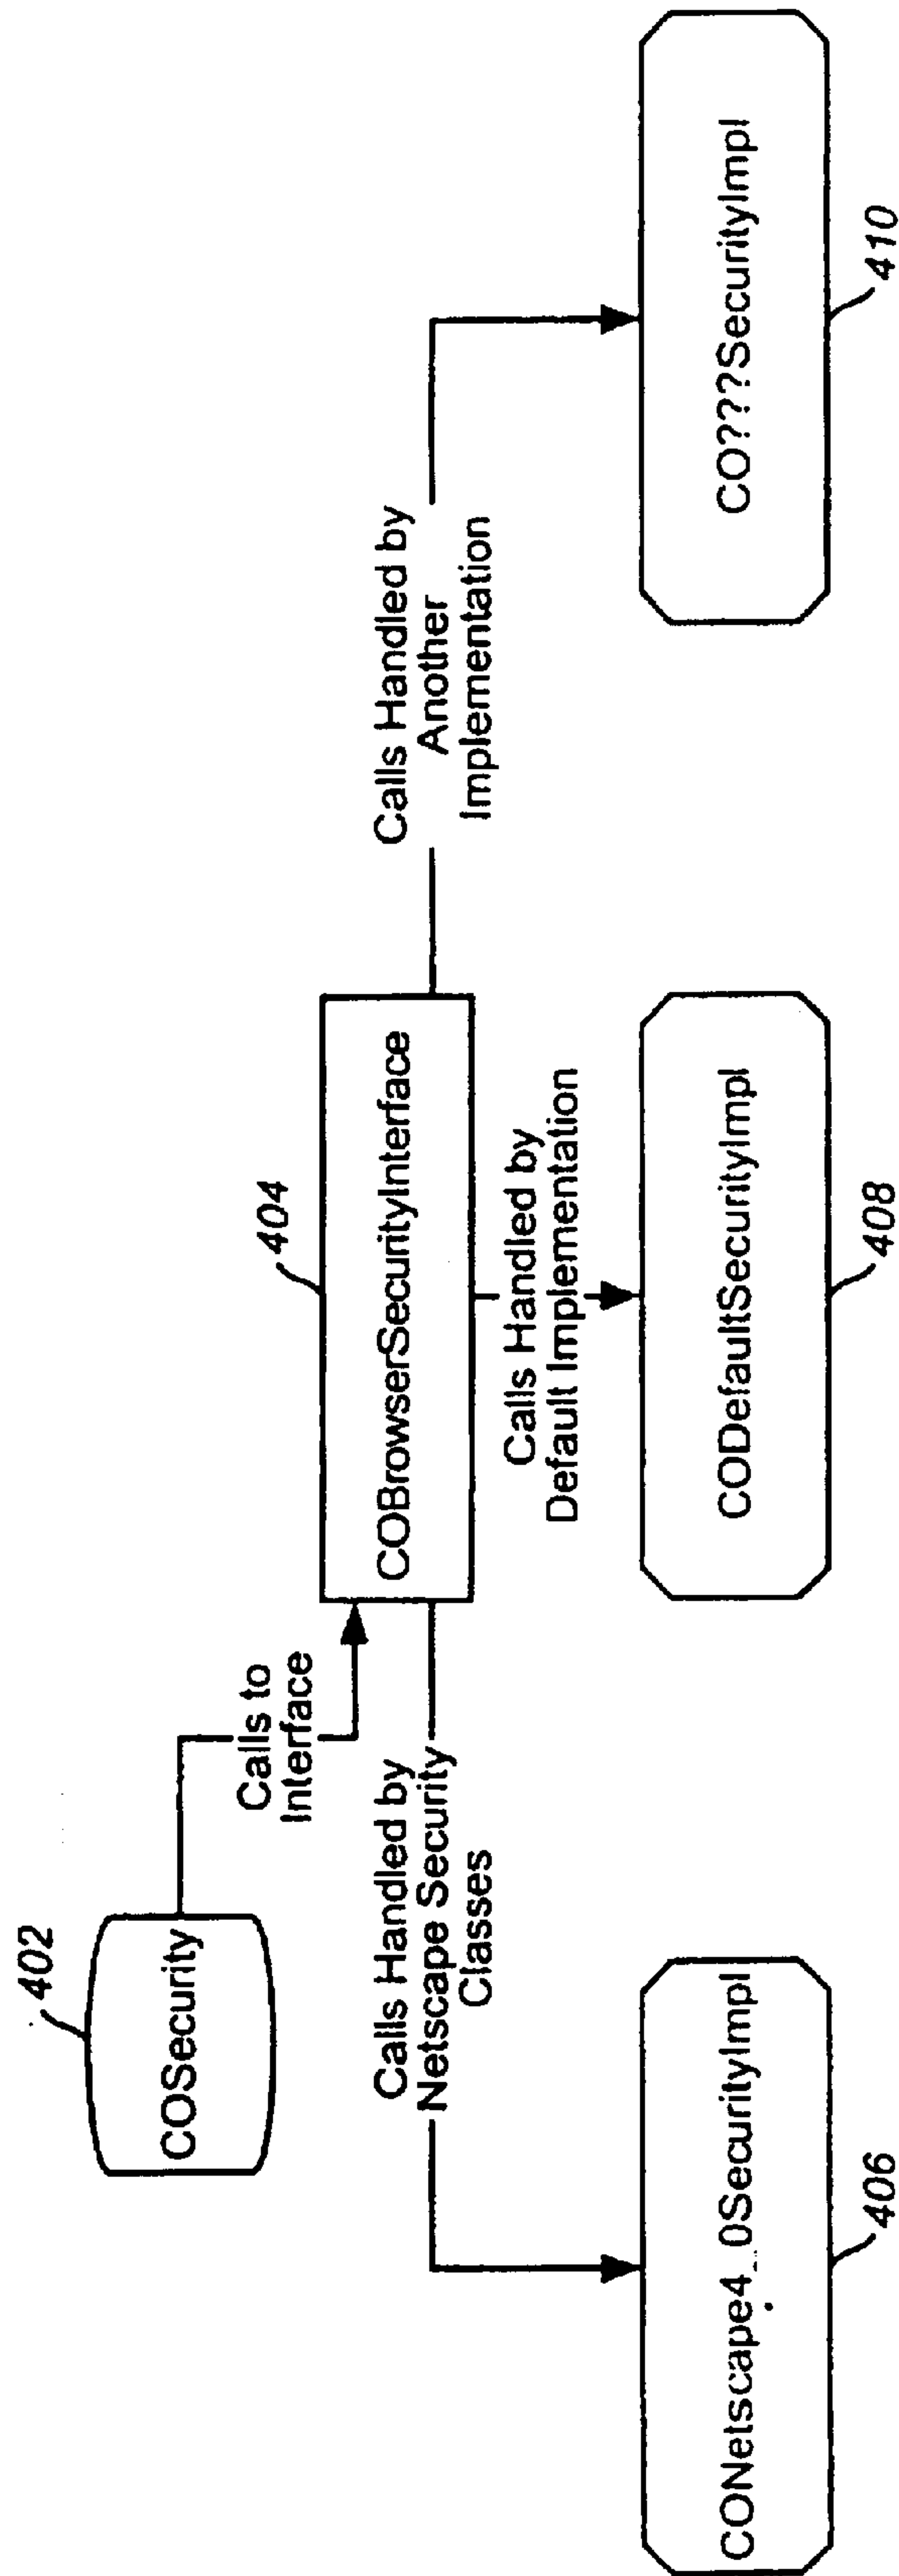 402
COSecurity
Calls to
Interface
404
COBrowserSecurityInterface
Calls Handled by
Netscape Security
Classes
Calls Handled by
Default Implementation
Calls Handled by
Another
Implementation
CONetscape4_0SecurityImpl
406
CODefaultSecurityImpl
408
CO???SecurityImpl
410